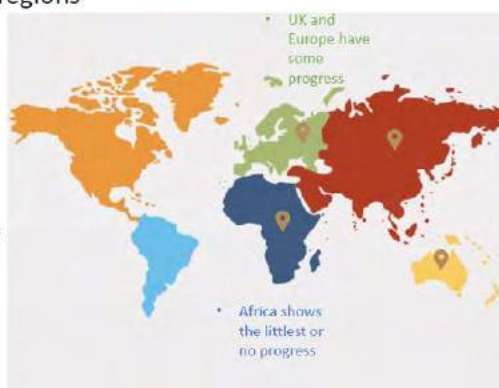 regions
• UK and
Europe have
some
progress
• Africa shows
the littlest or
no progress